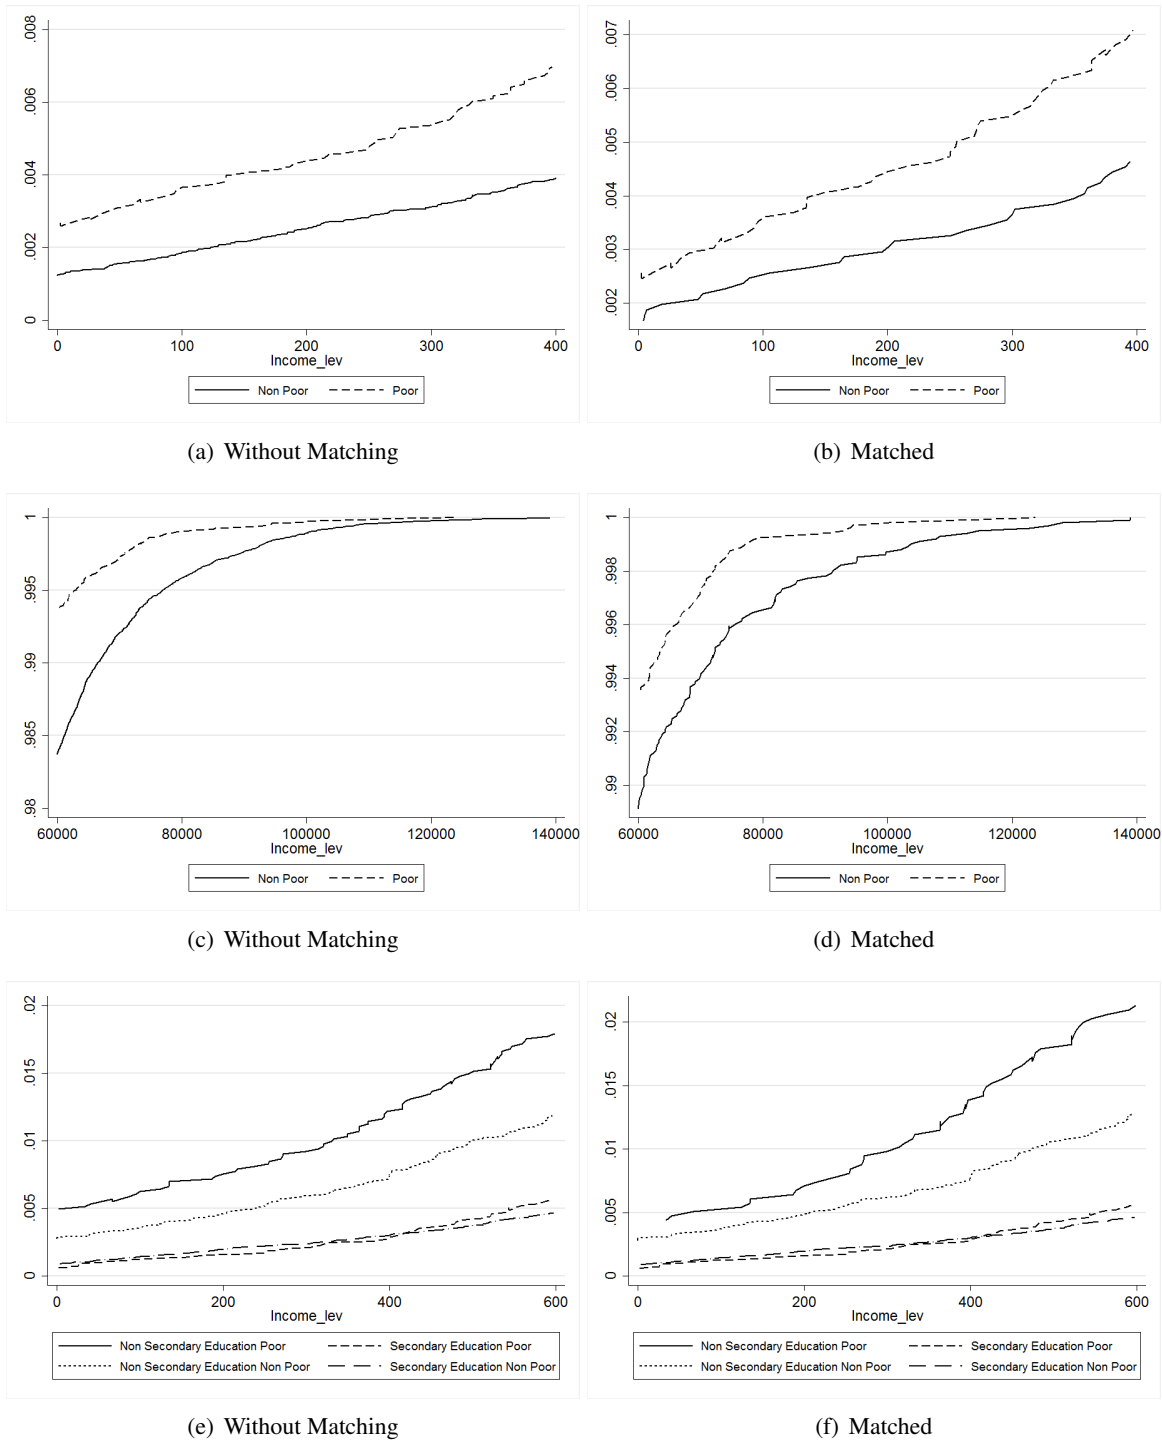 .008
.006
.004
.002
0
0 100 200 300 400
Income_lev
Non Poor Poor
(a) Without Matching
.007
.006
.005
.004
.003
.002
0 100 200 300 400
Income_lev
Non Poor Poor
(b) Matched
1
.995
.99
.985
.98
60000 80000 100000 120000 140000
Income_lev
Non Poor Poor
(c) Without Matching
1
.998
.996
.994
.992
.99
60000 80000 100000 120000 140000
Income_lev
Non Poor Poor
(d) Matched
.02
.015
.01
.005
0
0 200 400 600
Income_lev
Non Secondary Education Poor Secondary Education Poor
Non Secondary Education Non Poor Secondary Education Non Poor
(e) Without Matching
.02
.015
.01
.005
0
0 200 400 600
Income_lev
Non Secondary Education Poor Secondary Education Poor
Non Secondary Education Non Poor Secondary Education Non Poor
(f) Matched